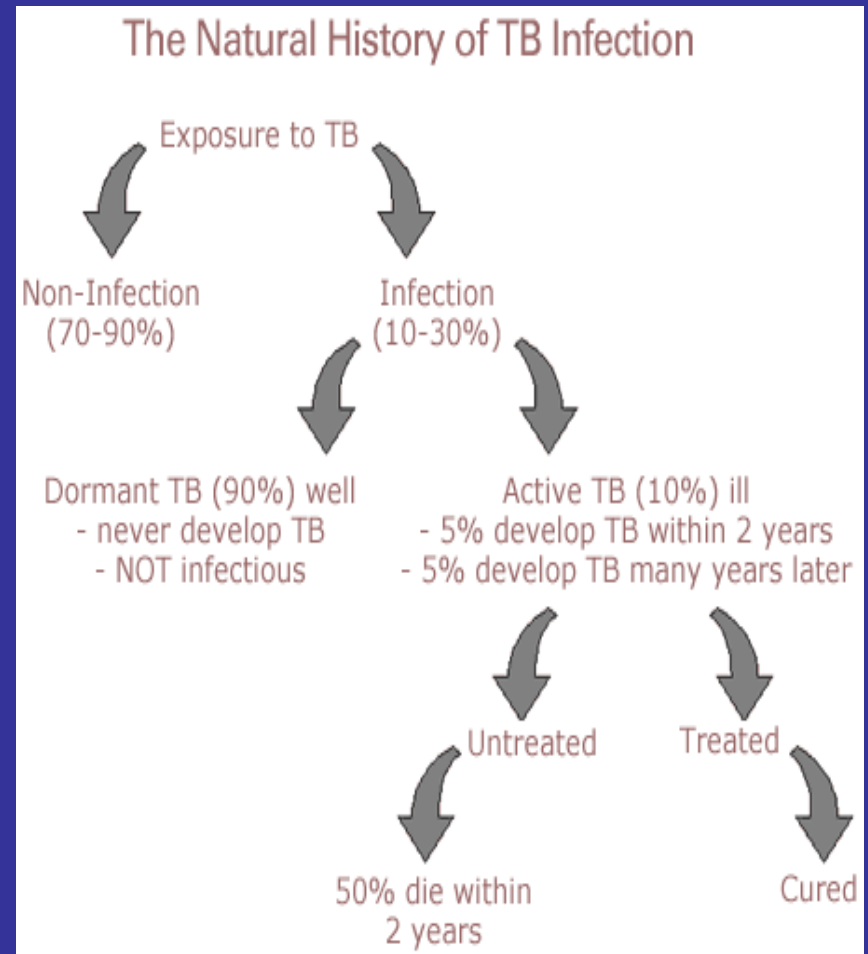 The Natural History of TB Infection
Exposure to TB
Non-Infection
(70-90%)
Infection
(10-30%)
Dormant TB (90%) well
- never develop TB
- NOT infectious
Active TB (10%) ill
- 5% develop TB within 2 years
- 5% develop TB many years later
Untreated
Treated
50% die within
2 years
Cured